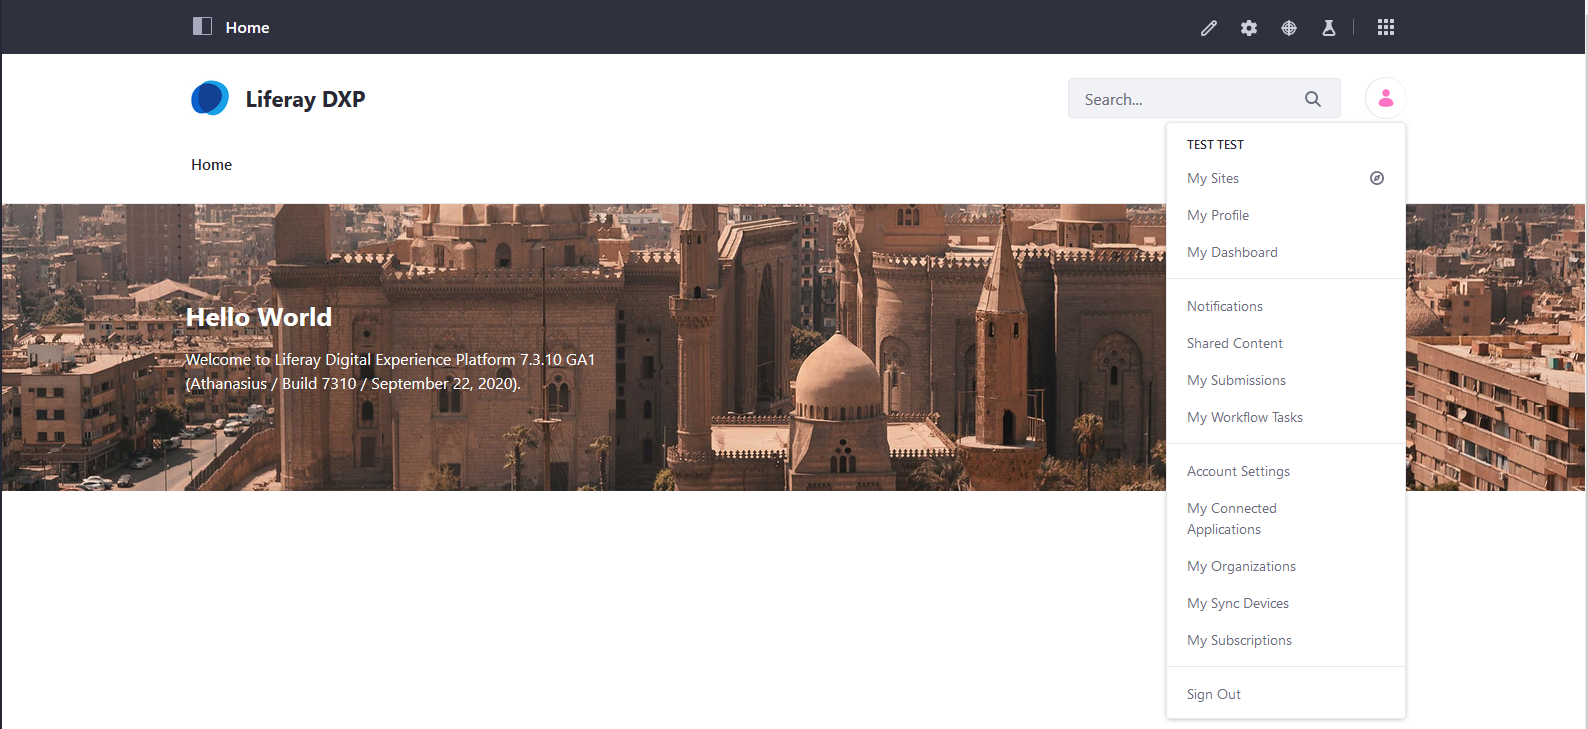 Home
Liferay DXP
Search...
Home
Hello World
Welcome to Liferay Digital Experience Platform 7.3.10 GA1
(Athanasius / Build 7310 / September 22, 2020).
TEST TEST
My Sites
My Profile
My Dashboard
Notifications
Shared Content
My Submissions
My Workflow Tasks
Account Settings
My Connected
Applications
My Organizations
My Sync Devices
My Subscriptions
Sign Out